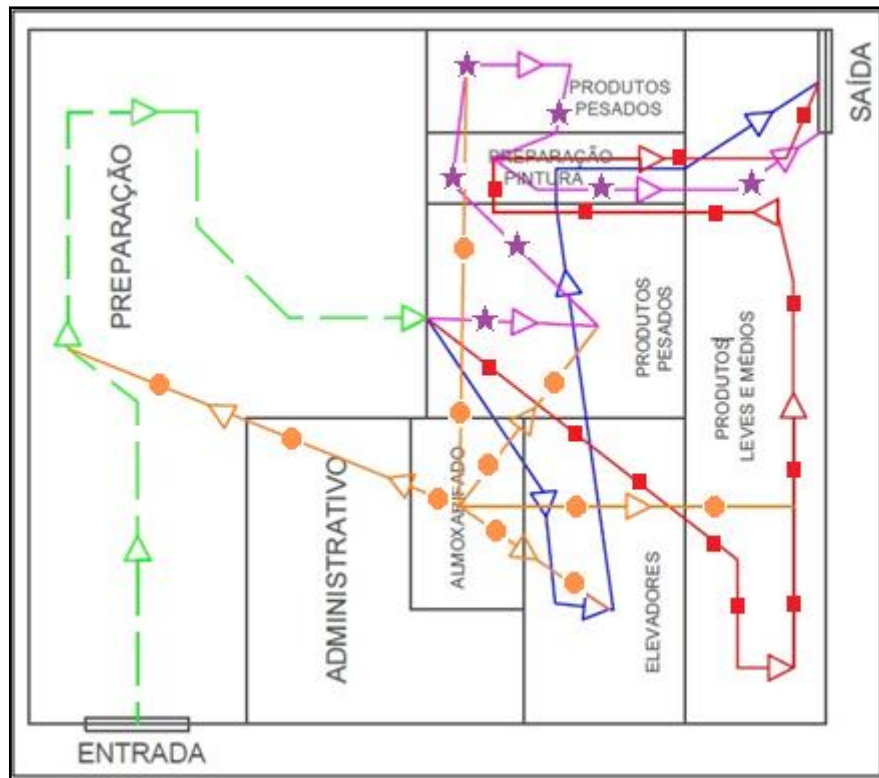 PRODUTOS
PESADOS
SAÍDA
PREPARAÇÃO
PINTURA
PREPARAÇÃO
PRODUTOS
PESADOS
PRODUTOS
LEVES E MÉDIOS
ADMINISTRATIVO
ALMOXARIFADO
ELEVADORES
ENTRADA